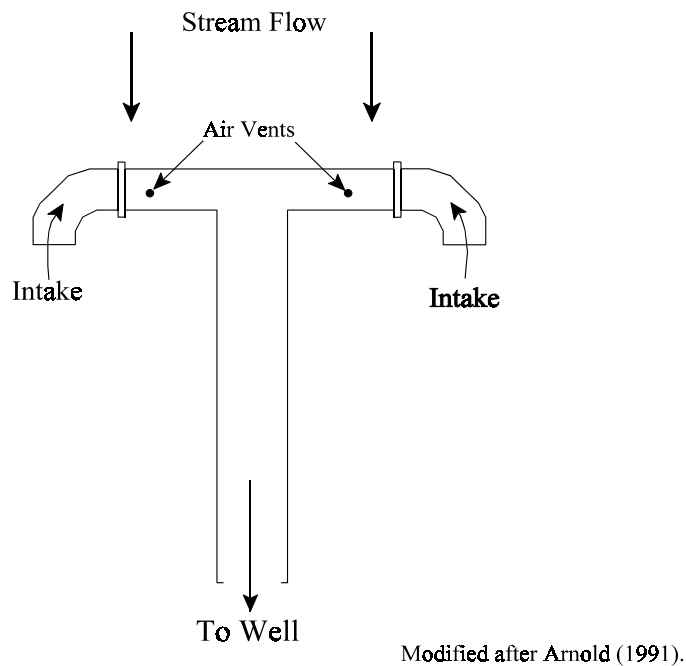 Stream Flow
Air Vents
Intake
Intake
To Well
Modified after Arnold (1991).